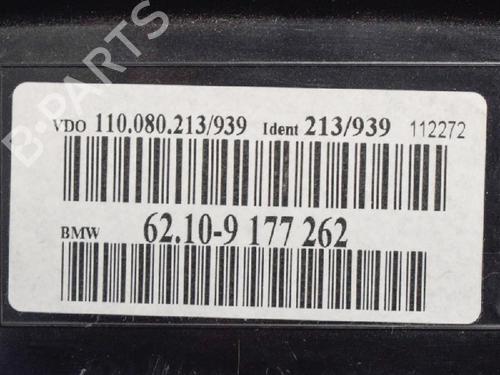 B-PARTS
VDO 110.080.213/939 Ident 213/939 112272
BMW 62.10-9 177 262